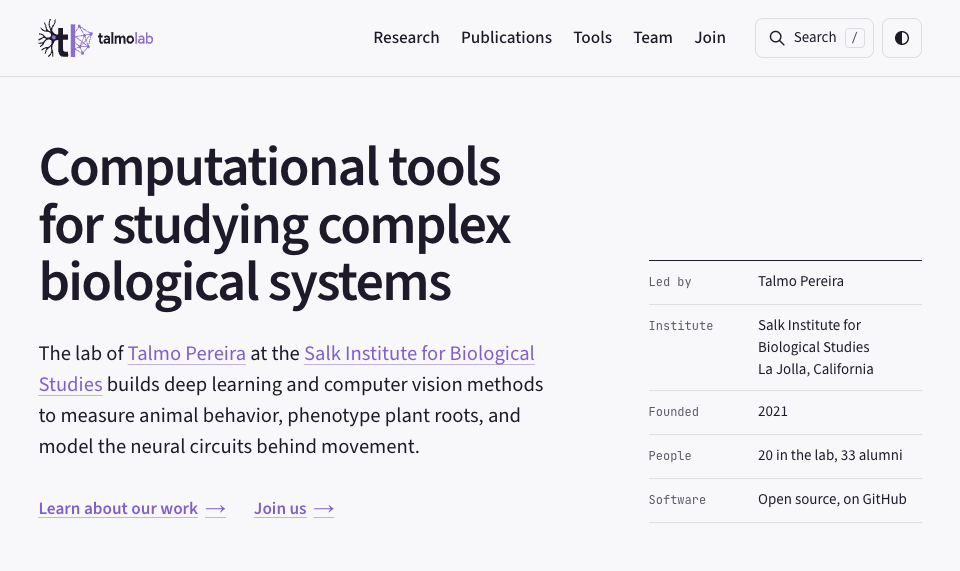 tl talmolab
Research
Publications
Tools
Team
Join
Search /
Computational tools
for studying complex
biological systems
The lab of Talmo Pereira at the Salk Institute for Biological
Studies builds deep learning and computer vision methods
to measure animal behavior, phenotype plant roots, and
model the neural circuits behind movement.
Learn about our work →
Join us →
Led by Talmo Pereira
Institute Salk Institute for
Biological Studies
La Jolla, California
Founded 2021
People 20 in the lab, 33 alumni
Software Open source, on GitHub